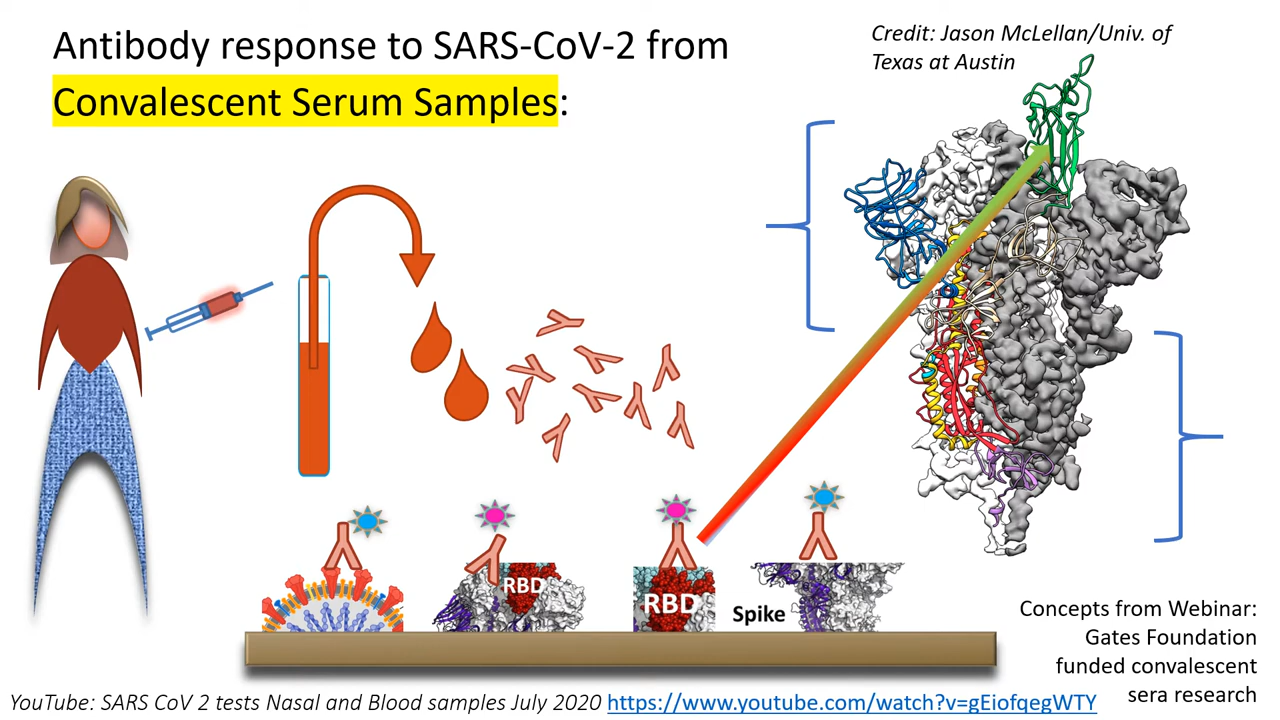 Antibody response to SARS-CoV-2 from
Convalescent Serum Samples:
Credit: Jason McLellan/Univ. of
Texas at Austin
RBD
RBD
Spike
Concepts from Webinar:
Gates Foundation
funded convalescent
sera research
YouTube: SARS CoV 2 tests Nasal and Blood samples July 2020 https://www.youtube.com/watch?v=gEiofqegWTY